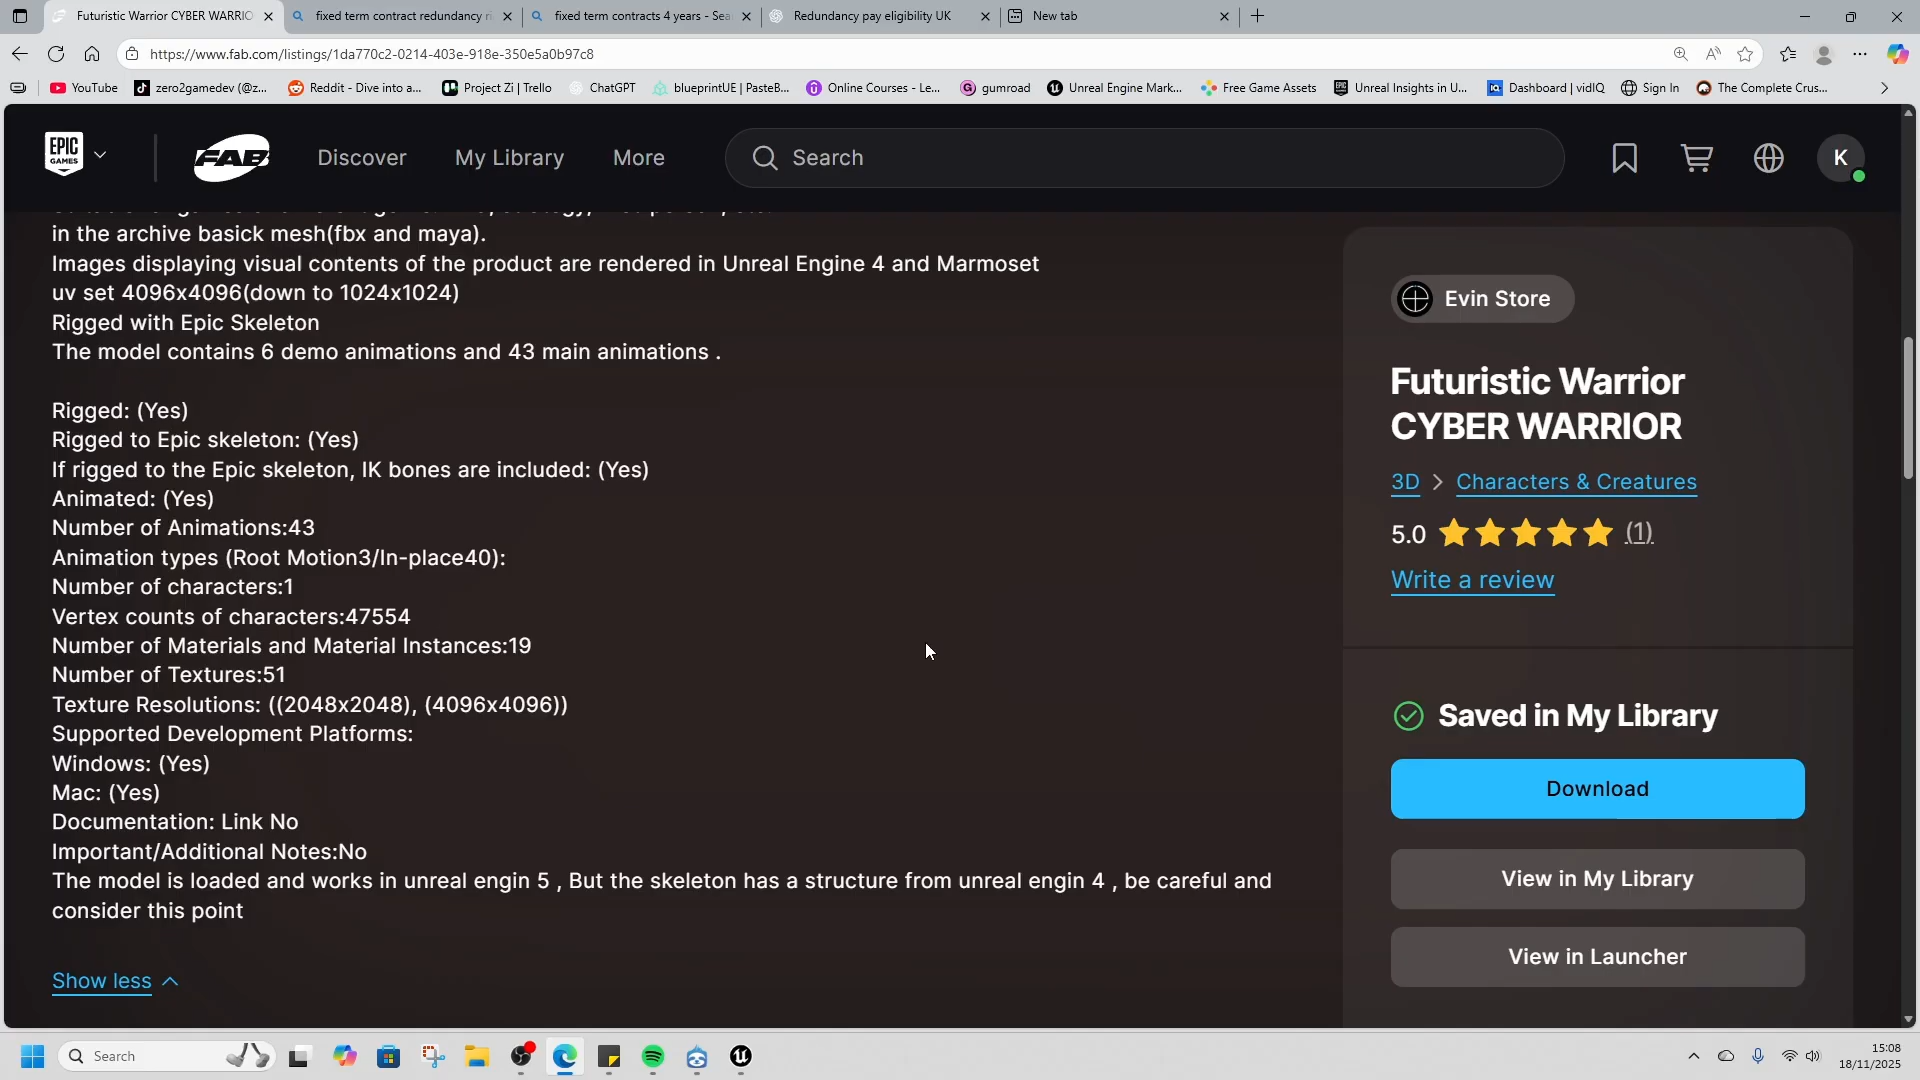 Futuristic Warrior CYBER WARRIO
fixed term contract redundancy ri
fixed term contracts 4 years - Sea
Redundancy pay eligibility UK
New tab
https://www.fab.com/listings/1da770c2-0214-403e-918e-350e5a0b97c8
YouTube
zero2gamedev (@z...
Reddit - Dive into a...
Project Zi | Trello
ChatGPT
blueprintUE | PasteB...
Online Courses - Le...
gumroad
Unreal Engine Mark...
Free Game Assets
Unreal Insights in U...
Dashboard | vidIQ
Sign In
The Complete Crus...
EPIC
GAMES
FAB
Discover
My Library
More
Search
K
in the archive basick mesh(fbx and maya).
Images displaying visual contents of the product are rendered in Unreal Engine 4 and Marmoset
uv set 4096x4096(down to 1024x1024)
Rigged with Epic Skeleton
The model contains 6 demo animations and 43 main animations .
Rigged: (Yes)
Rigged to Epic skeleton: (Yes)
If rigged to the Epic skeleton, IK bones are included: (Yes)
Animated: (Yes)
Number of Animations:43
Animation types (Root Motion3/In-place40):
Number of characters:1
Vertex counts of characters:47554
Number of Materials and Material Instances:19
Number of Textures:51
Texture Resolutions: ((2048x2048), (4096x4096))
Supported Development Platforms:
Windows: (Yes)
Mac: (Yes)
Documentation: Link No
Important/Additional Notes:No
The model is loaded and works in unreal engin 5 , But the skeleton has a structure from unreal engin 4 , be careful and
consider this point
Show less
Evin Store
Futuristic Warrior
CYBER WARRIOR
3D > Characters & Creatures
5.0 (1)
Write a review
Saved in My Library
Download
View in My Library
View in Launcher
Search
15:08
18/11/2025